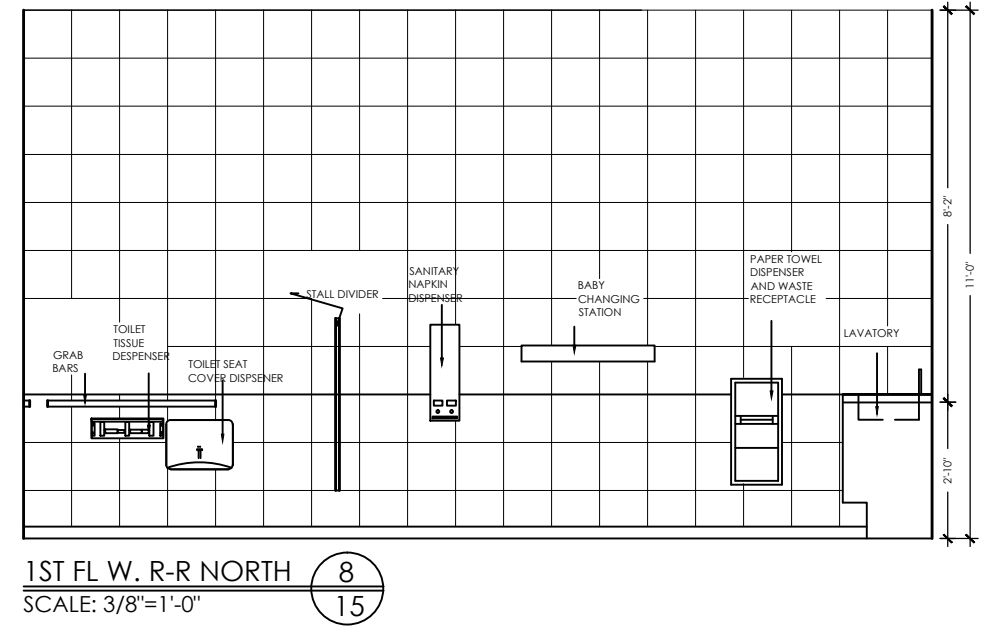 8'-2"
11'-0"
2'-10"
PAPER TOWEL
DISPENSER
AND WASTE
RECEPTACLE
SANITARY
NAPKIN
DISPENSER
BABY
CHANGING
STATION
STALL DIVIDER
LAVATORY
TOILET
TISSUE
DESPENSER
GRAB
BARS
TOILET SEAT
COVER DISPSENER
1ST FL W. R-R NORTH
8
SCALE: 3/8"=1'-0"
15